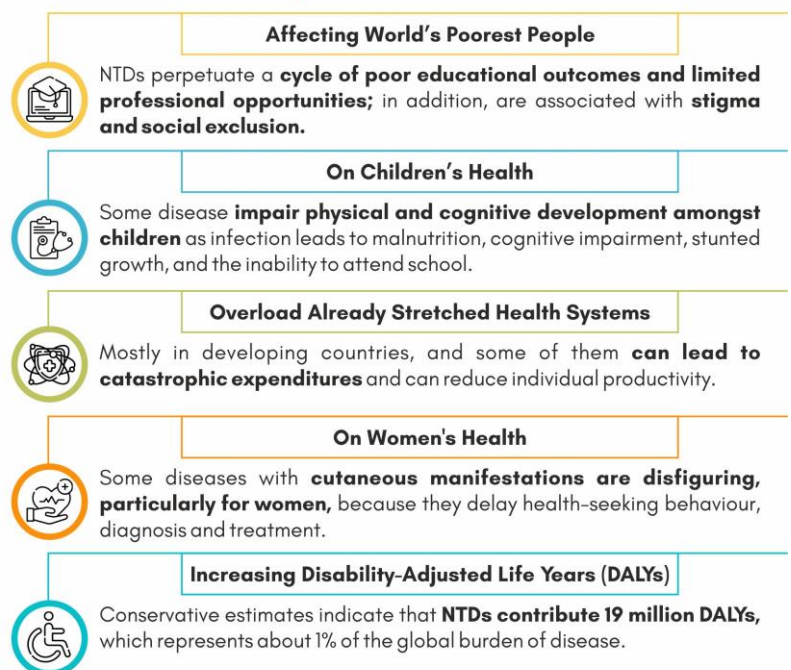 Affecting World's Poorest People
NTDs perpetuate a cycle of poor educational outcomes and limited
professional opportunities; in addition, are associated with stigma
and social exclusion.
On Children's Health
Some disease impair physical and cognitive development amongst
children as infection leads to malnutrition, cognitive impairment, stunted
growth, and the inability to attend school.
Overload Already Stretched Health Systems
Mostly in developing countries, and some of them can lead to
catastrophic expenditures and can reduce individual productivity.
On Women's Health
Some diseases with cutaneous manifestations are disfiguring,
particularly for women, because they delay health-seeking behaviour,
diagnosis and treatment.
Increasing Disability-Adjusted Life Years (DALYs)
Conservative estimates indicate that NTDs contribute 19 million DALYs,
which represents about 1% of the global burden of disease.